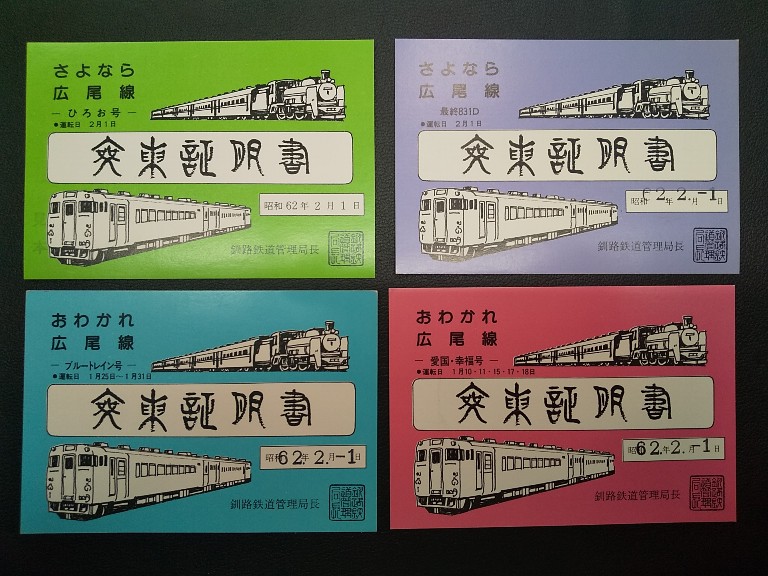 さよなら
広尾線
－ひろお号－
●運転日 2月1日
乗車証明書
昭和62年2月1日
釧路鉄道管理局長
さよなら
広尾線
最終831D
●運転日 2月1日
乗車証明書
昭和62年2.月-1日
釧路鉄道管理局長
おわかれ
広尾線
－ブルートレイン号－
●運転日 1月25日～1月31日
乗車証明書
昭和62.年2.月-1日
釧路鉄道管理局長
おわかれ
広尾線
－愛国・幸福号－
●運転日 1月10・11・15・17・18日
乗車証明書
昭和62.年2.月-1日
釧路鉄道管理局長